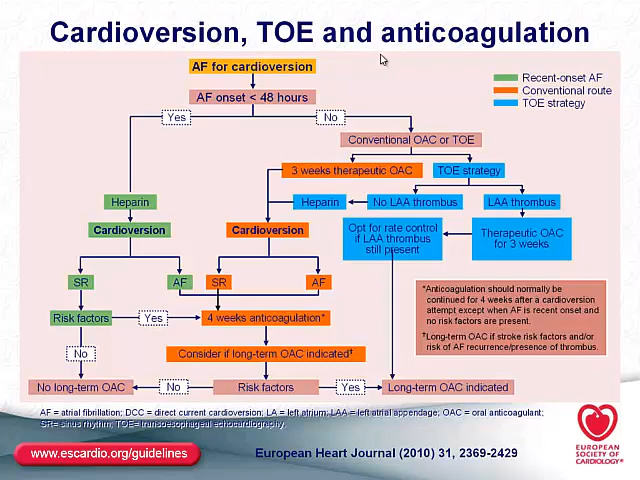 Cardioversion, TOE and anticoagulation
AF for cardioversion
AF onset < 48 hours
Recent-onset AF
Conventional route
TOE strategy
Yes
No
Conventional OAC or TOE
3 weeks therapeutic OAC
TOE strategy
Heparin
Heparin
No LAA thrombus
LAA thrombus
Cardioversion
Cardioversion
Opt for rate control
if LAA thrombus
still present
Therapeutic OAC
for 3 weeks
SR
AF
SR
AF
*Anticoagulation should normally be
continued for 4 weeks after a cardioversion
attempt except when AF is recent onset and
no risk factors are present.
†Long-term OAC if stroke risk factors and/or
risk of AF recurrence/presence of thrombus.
Risk factors
Yes
4 weeks anticoagulation*
No
Consider if long-term OAC indicated†
No long-term OAC
No
Risk factors
Yes
Long-term OAC indicated
AF = atrial fibrillation; DCC = direct current cardioversion; LA = left atrium; LAA = left atrial appendage; OAC = oral anticoagulant;
SR= sinus rhythm; TOE= transoesophageal echocardiography.
www.escardio.org/guidelines
European Heart Journal (2010) 31, 2369-2429
EUROPEAN
SOCIETY OF
CARDIOLOGY®